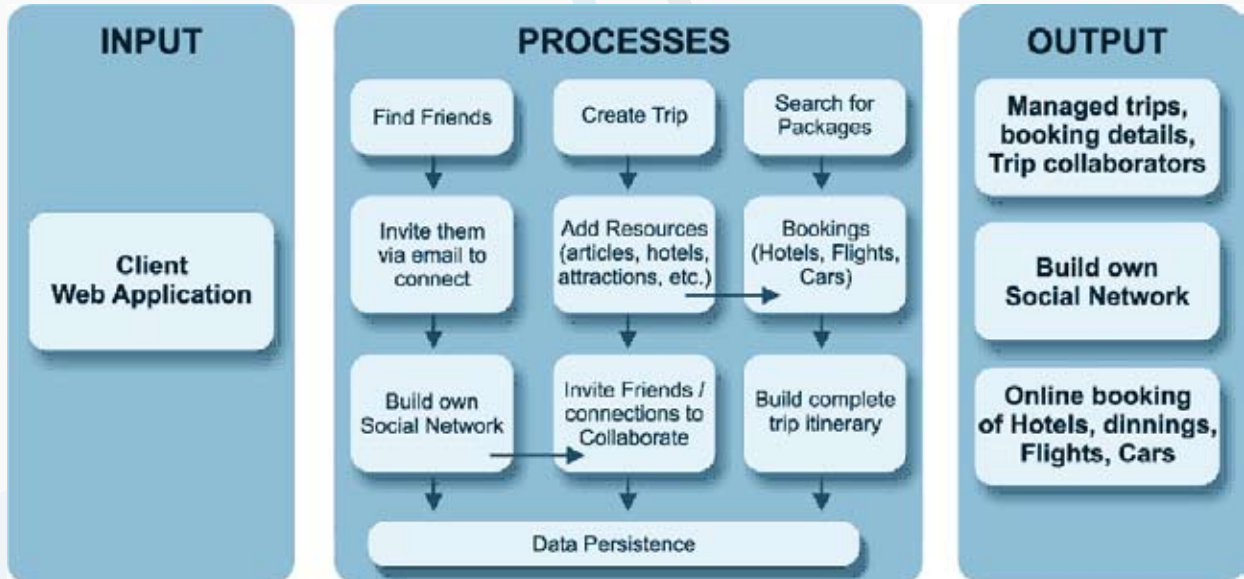 INPUT
Client
Web Application
PROCESSES
Find Friends
Invite them
via email to
connect
Build own
Social Network
Create Trip
Add Resources
(articles, hotels,
attractions, etc.)
Invite Friends /
connections to
Collaborate
Search for
Packages
Bookings
(Hotels, Flights,
Cars)
Build complete
trip itinerary
Data Persistence
OUTPUT
Managed trips,
booking details,
Trip collaborators
Build own
Social Network
Online booking
of Hotels, dinnings,
Flights, Cars